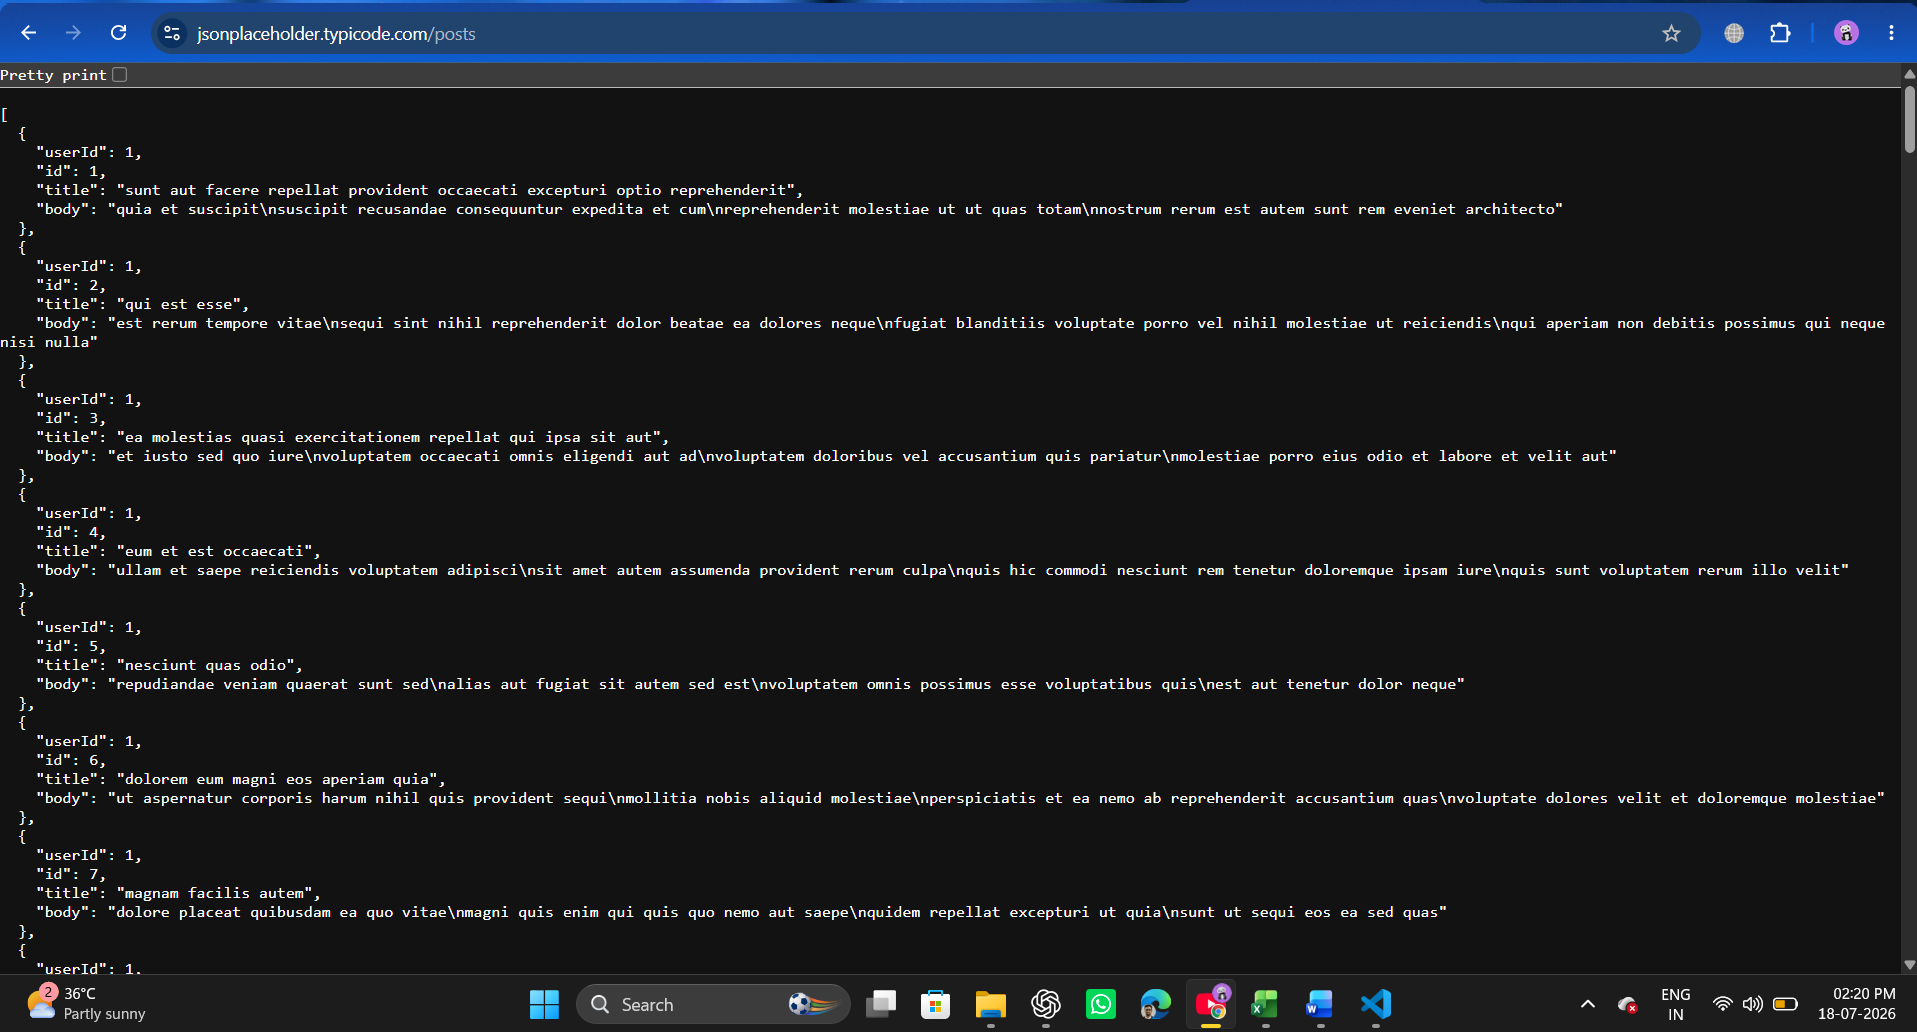 jsonplaceholder.typicode.com/posts
Pretty print
[
  {
    "userId": 1,
    "id": 1,
    "title": "sunt aut facere repellat provident occaecati excepturi optio reprehenderit",
    "body": "quia et suscipit\nsuscipit recusandae consequuntur expedita et cum\nreprehenderit molestiae ut ut quas totam\nnostrum rerum est autem sunt rem eveniet architecto"
  },
  {
    "userId": 1,
    "id": 2,
    "title": "qui est esse",
    "body": "est rerum tempore vitae\nsequi sint nihil reprehenderit dolor beatae ea dolores neque\nfugiat blanditiis voluptate porro vel nihil molestiae ut reiciendis\nqui aperiam non debitis possimus qui neque
nisi nulla"
  },
  {
    "userId": 1,
    "id": 3,
    "title": "ea molestias quasi exercitationem repellat qui ipsa sit aut",
    "body": "et iusto sed quo iure\nvoluptatem occaecati omnis eligendi aut ad\nvoluptatem doloribus vel accusantium quis pariatur\nmolestiae porro eius odio et labore et velit aut"
  },
  {
    "userId": 1,
    "id": 4,
    "title": "eum et est occaecati",
    "body": "ullam et saepe reiciendis voluptatem adipisci\nsit amet autem assumenda provident rerum culpa\nquis hic commodi nesciunt rem tenetur doloremque ipsam iure\nquis sunt voluptatem rerum illo velit"
  },
  {
    "userId": 1,
    "id": 5,
    "title": "nesciunt quas odio",
    "body": "repudiandae veniam quaerat sunt sed\nalias aut fugiat sit autem sed est\nvoluptatem omnis possimus esse voluptatibus quis\nest aut tenetur dolor neque"
  },
  {
    "userId": 1,
    "id": 6,
    "title": "dolorem eum magni eos aperiam quia",
    "body": "ut aspernatur corporis harum nihil quis provident sequi\nmollitia nobis aliquid molestiae\nperspiciatis et ea nemo ab reprehenderit accusantium quas\nvoluptate dolores velit et doloremque molestiae"
  },
  {
    "userId": 1,
    "id": 7,
    "title": "magnam facilis autem",
    "body": "dolore placeat quibusdam ea quo vitae\nmagni quis enim qui quis quo nemo aut saepe\nquidem repellat excepturi ut quia\nsunt ut sequi eos ea sed quas"
  },
  {
    "userId": 1,
2
36°C
Partly sunny
Search
ENG
IN
02:20 PM
18-07-2026